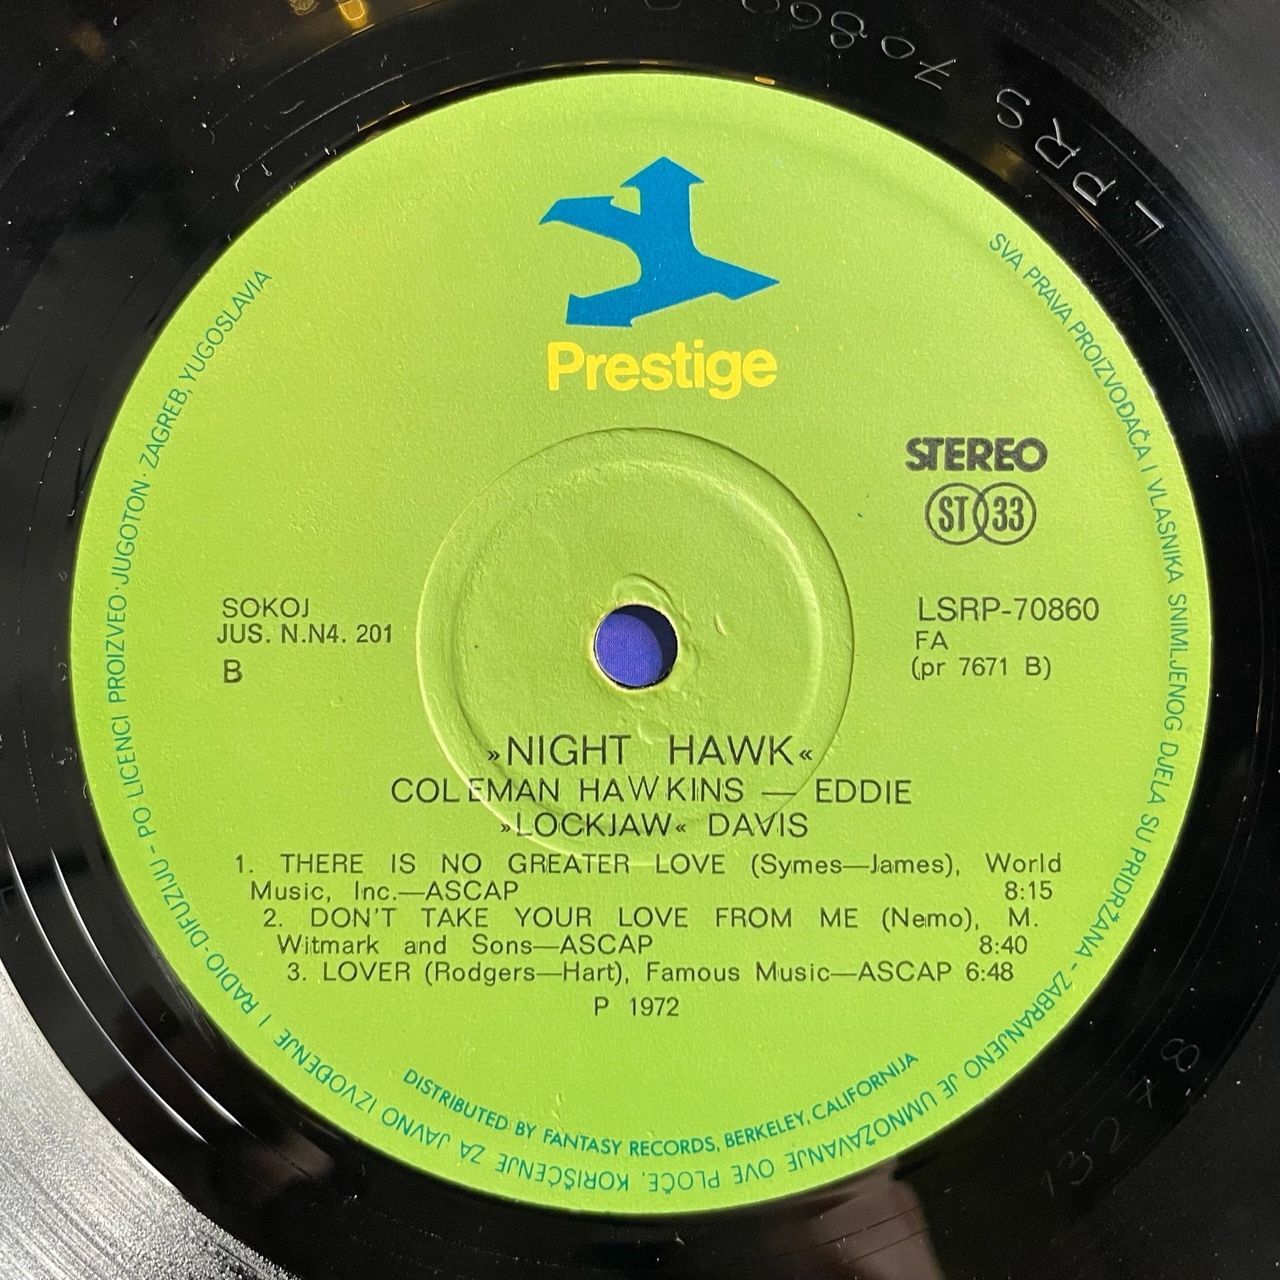 Prestige
STEREO
ST 33
SOKOJ
JUS. N.N4. 201
B
LSRP-70860
FA
(pr 7671 B)
»NIGHT HAWK«
COLEMAN HAWKINS — EDDIE
»LOCKJAW« DAVIS
1. THERE IS NO GREATER LOVE (Symes—James), World
Music, Inc.—ASCAP 8:15
2. DON'T TAKE YOUR LOVE FROM ME (Nemo), M.
Witmark and Sons—ASCAP 8:40
3. LOVER (Rodgers—Hart), Famous Music—ASCAP 6:48
P 1972
DISTRIBUTED BY FANTASY RECORDS, BERKELEY, CALIFORNIJA
SVA PRAVA PROIZVOĐAČA I VLASNIKA SNIMLJENOG DJELA SU PRIDRŽANA - ZABRANJENO JE UMNOŽAVANJE OVE PLOČE, KORIŠĆENJE ZA JAVNO IZVOĐENJE I RADIO-DIFUZIJU - PO LICENCI PROIZVEO·JUGOTON·ZAGREB, YUGOSLAVIA
LPRS 70860